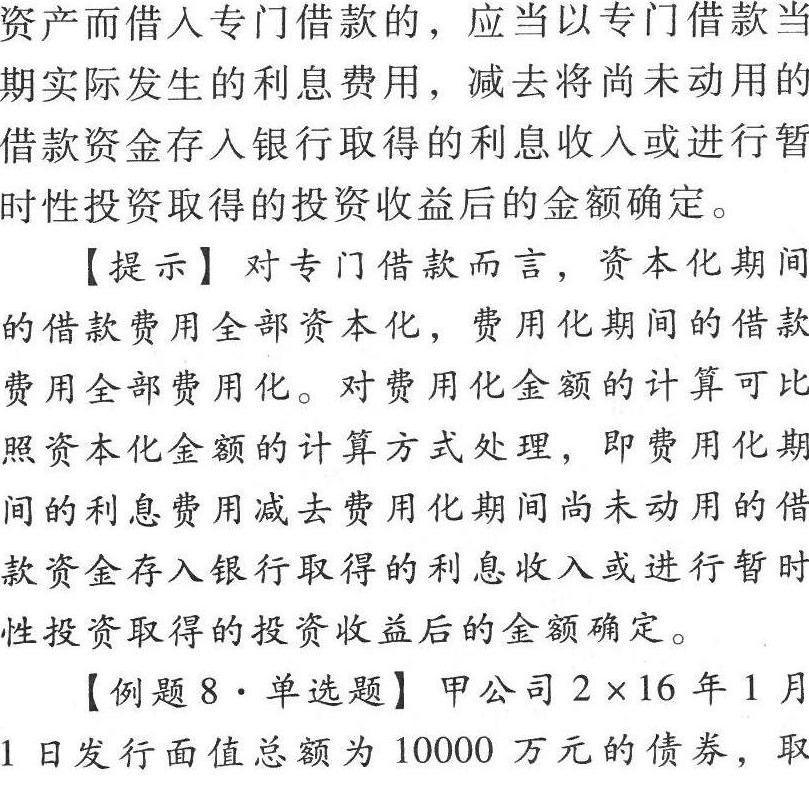 资产而借入专门借款的，应当以专门借款当
期实际发生的利息费用，减去将尚未动用的
借款资金存入银行取得的利息收入或进行暂
时性投资取得的投资收益后的金额确定。
【提示】对专门借款而言，资本化期间
的借款费用全部资本化，费用化期间的借款
费用全部费用化。对费用化金额的计算可比
照资本化金额的计算方式处理，即费用化期
间的利息费用减去费用化期间尚未动用的借
款资金存入银行取得的利息收入或进行暂时
性投资取得的投资收益后的金额确定。
【例题8·单选题】甲公司2×16年1月
1日发行面值总额为10000万元的债券，取